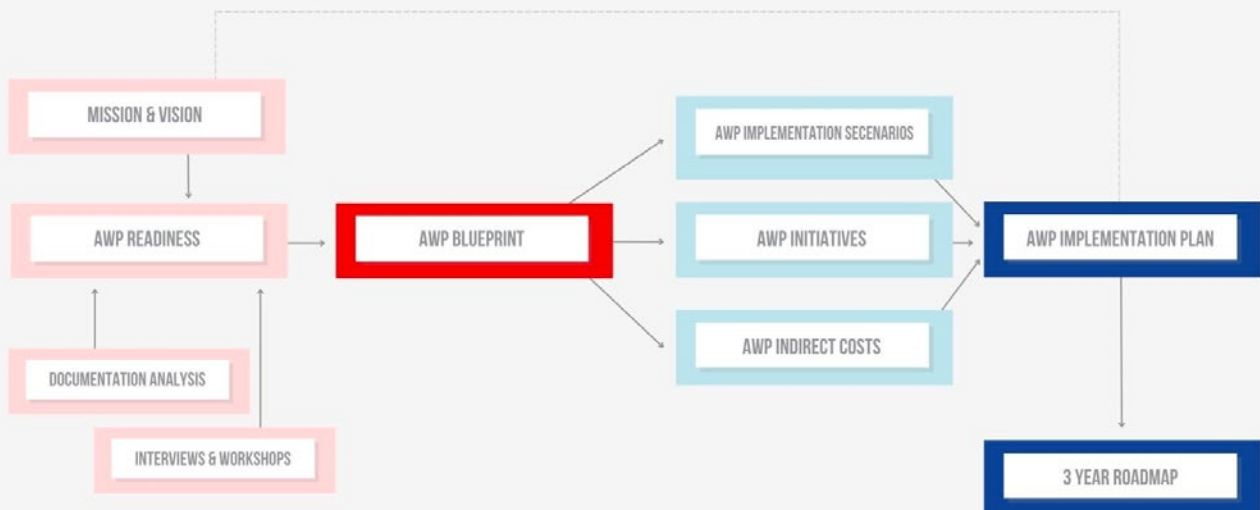 MISSION & VISION
AWP READINESS
DOCUMENTATION ANALYSIS
INTERVIEWS & WORKSHOPS
AWP BLUEPRINT
AWP IMPLEMENTATION SECENARIOS
AWP INITIATIVES
AWP INDIRECT COSTS
AWP IMPLEMENTATION PLAN
3 YEAR ROADMAP